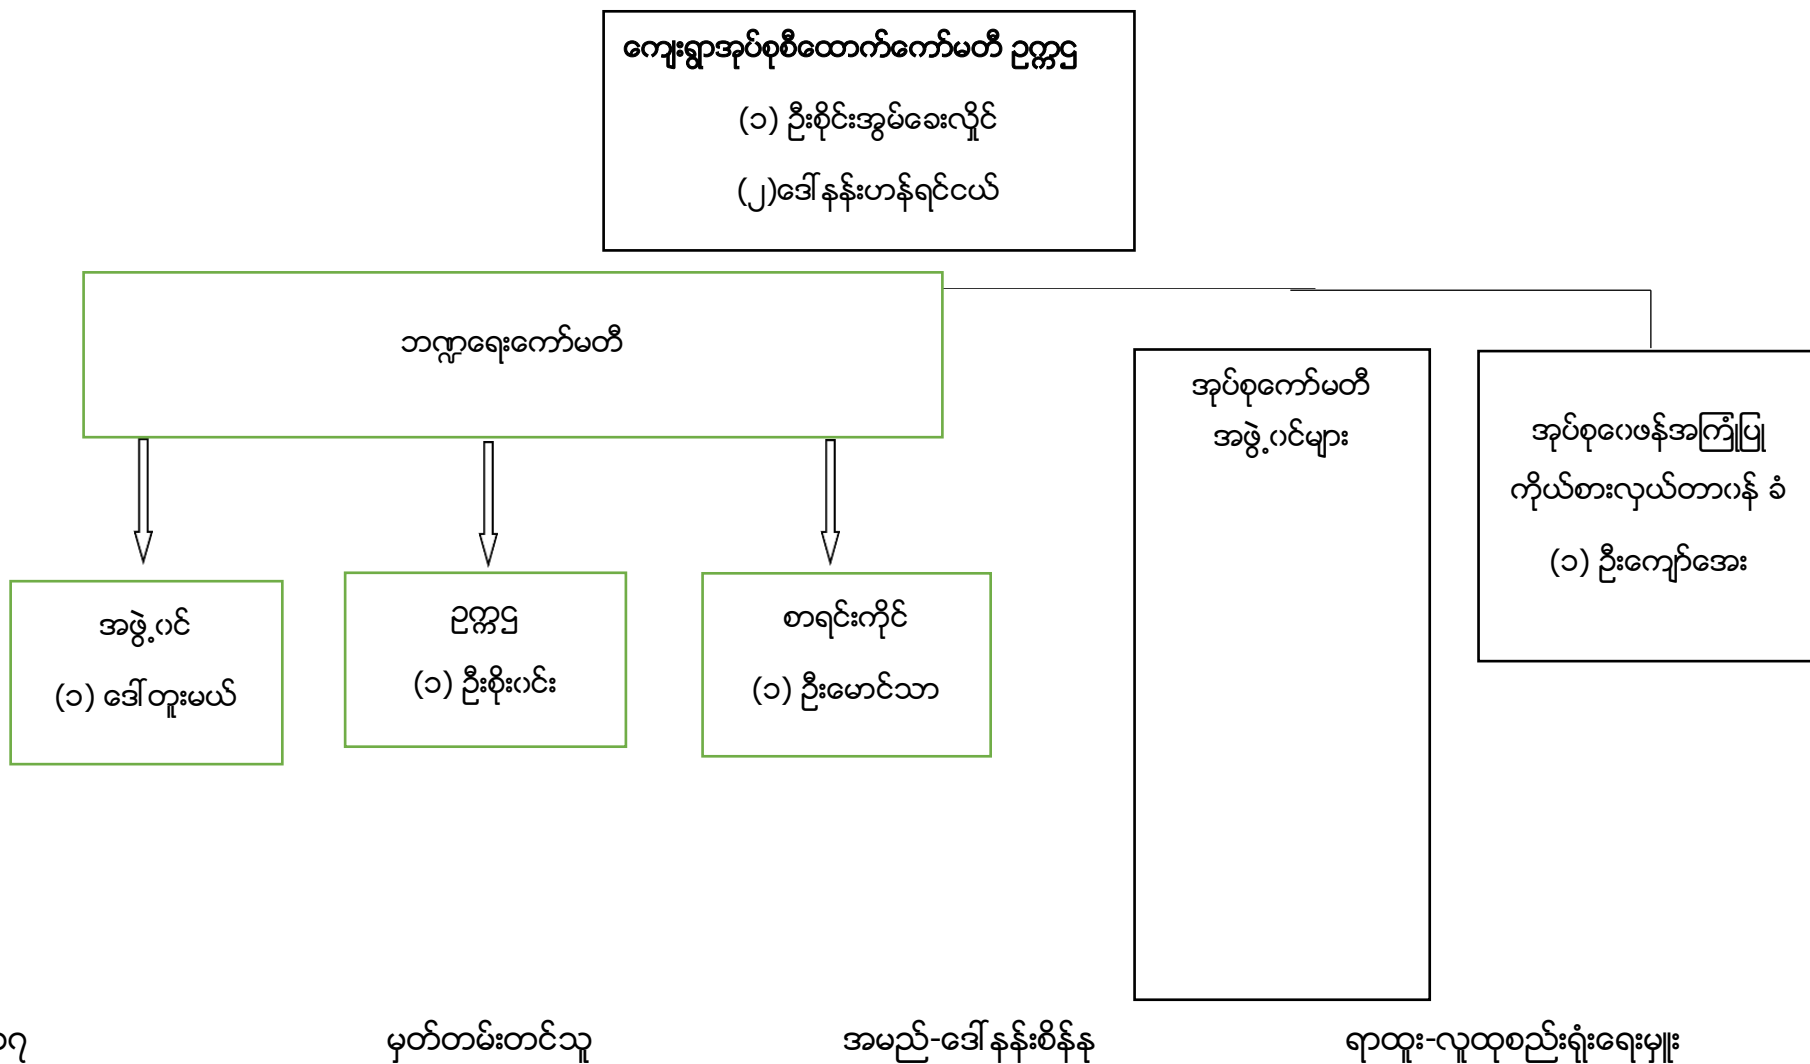 ကျေးရွာအုပ်စုစီထောက်ကော်မတီ ဥက္ကဌ
(၁) ဦးစိုင်းအွမ်ခေးလှိုင်
(၂)ဒေါ်နန်းဟန်ရင်ငယ်
ဘဏ္ဍရေးကော်မတီ
အုပ်စုကော်မတီ
အဖွဲ့ဝင်များ
အုပ်စုဝေဖန်အကြုံပြု
ကိုယ်စားလှယ်တာဝန် ခံ
(၁) ဦးကျော်အေး
အဖွဲ့ဝင်
(၁) ဒေါ်တူးမယ်
ဥက္ကဌ
(၁) ဦးစိုးဝင်း
စာရင်းကိုင်
(၁) ဦးမောင်သာ
မှတ်တမ်းတင်သူ အမည်-ဒေါ်နန်းစိန်နု ရာထူး-လူထုစည်းရုံးရေးမှူး